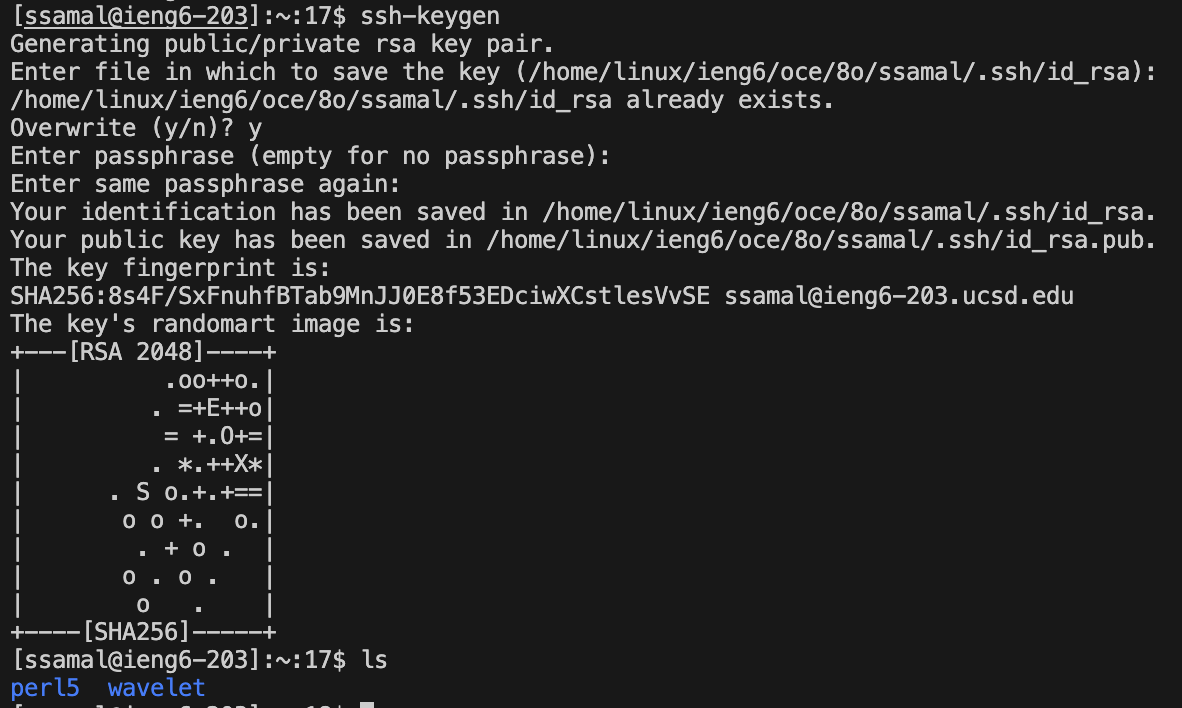 [ssamal@ieng6-203]:~:17$ ssh-keygen
Generating public/private rsa key pair.
Enter file in which to save the key (/home/linux/ieng6/oce/8o/ssamal/.ssh/id_rsa):
/home/linux/ieng6/oce/8o/ssamal/.ssh/id_rsa already exists.
Overwrite (y/n)? y
Enter passphrase (empty for no passphrase):
Enter same passphrase again:
Your identification has been saved in /home/linux/ieng6/oce/8o/ssamal/.ssh/id_rsa.
Your public key has been saved in /home/linux/ieng6/oce/8o/ssamal/.ssh/id_rsa.pub.
The key fingerprint is:
SHA256:8s4F/SxFnuhfBTab9MnJJ0E8f53EDciwXCstlesVvSE ssamal@ieng6-203.ucsd.edu
The key's randomart image is:
+---[RSA 2048]----+
|          .oo++o.|
|         . =+E++o|
|          = +.O+=|
|         . *.++X*|
|      . S o.+.+==|
|       o o +.  o.|
|        . + o .  |
|       o . o .   |
|        o   .    |
+----[SHA256]-----+
[ssamal@ieng6-203]:~:17$ ls
perl5  wavelet